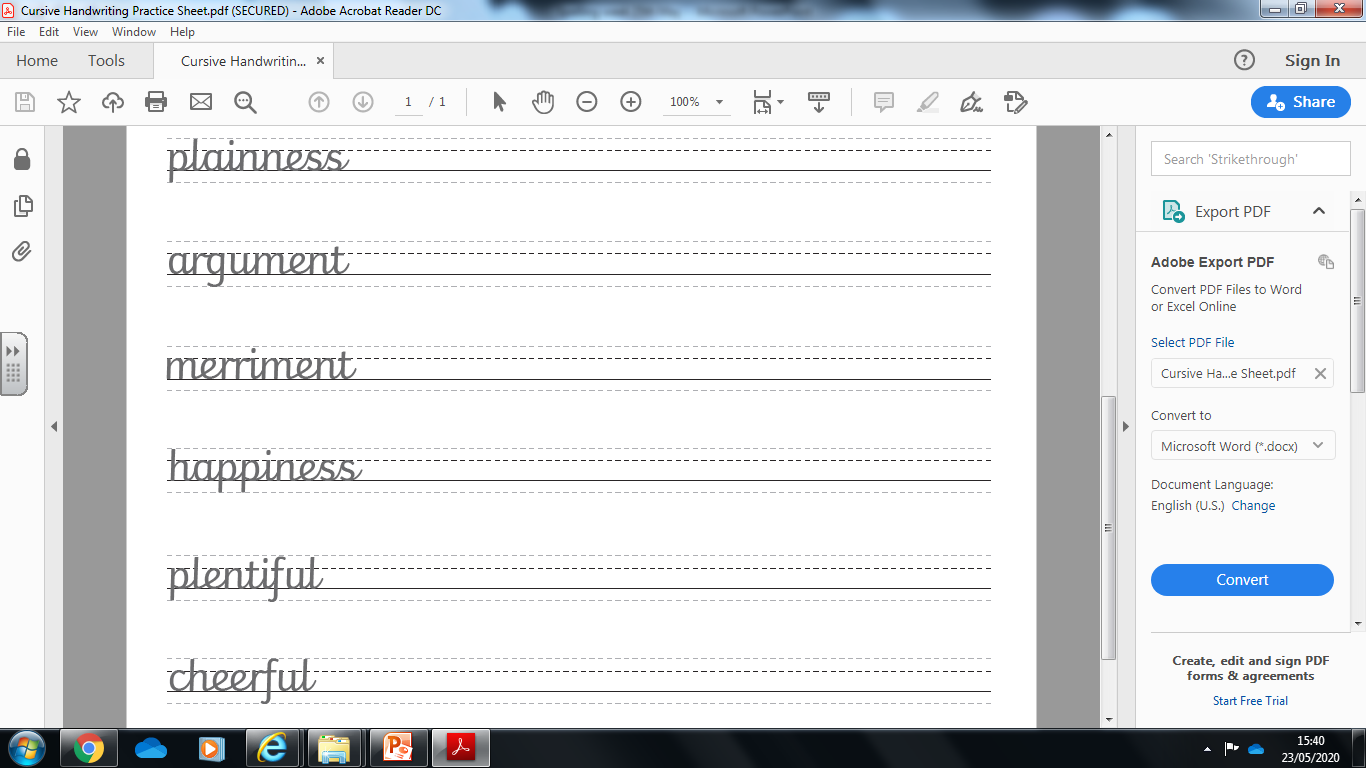 Cursive Handwriting Practice Sheet.pdf (SECURED) - Adobe Acrobat Reader DC
File Edit View Window Help
Home Tools Cursive Handwritin... × ? Sign In
1 / 1 100% Share
plainness
argument
merriment
happiness
plentiful
cheerful
Search 'Strikethrough'
Export PDF
Adobe Export PDF
Convert PDF Files to Word
or Excel Online
Select PDF File
Cursive Ha...e Sheet.pdf
Convert to
Microsoft Word (*.docx)
Document Language:
English (U.S.) Change
Convert
Create, edit and sign PDF
forms & agreements
Start Free Trial
15:40
23/05/2020